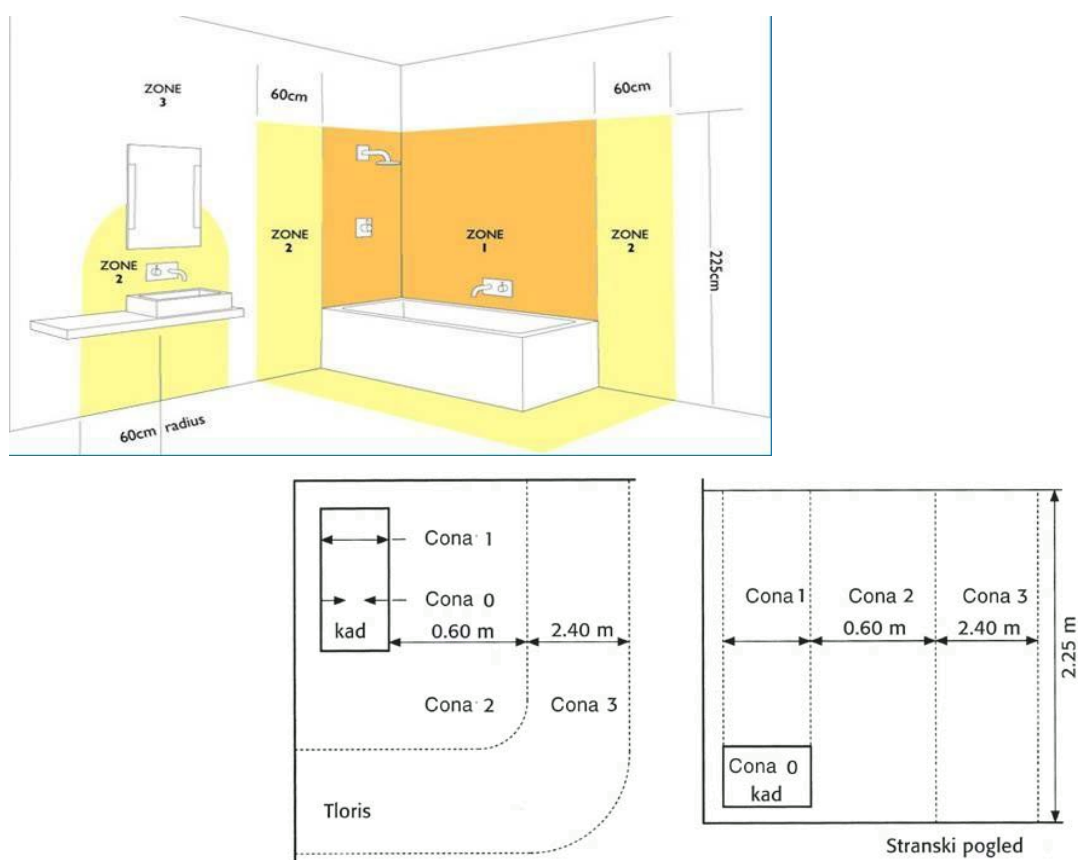 ZONE
3
60cm
60cm
ZONE
2
ZONE
1
ZONE
2
ZONE
2
225cm
60cm radius
Cona 1
Cona 0
kad
0.60 m
2.40 m
Cona 2
Cona 3
Tloris
Cona 1
Cona 2
Cona 3
0.60 m
2.40 m
2.25 m
Cona 0
kad
Stranski pogled